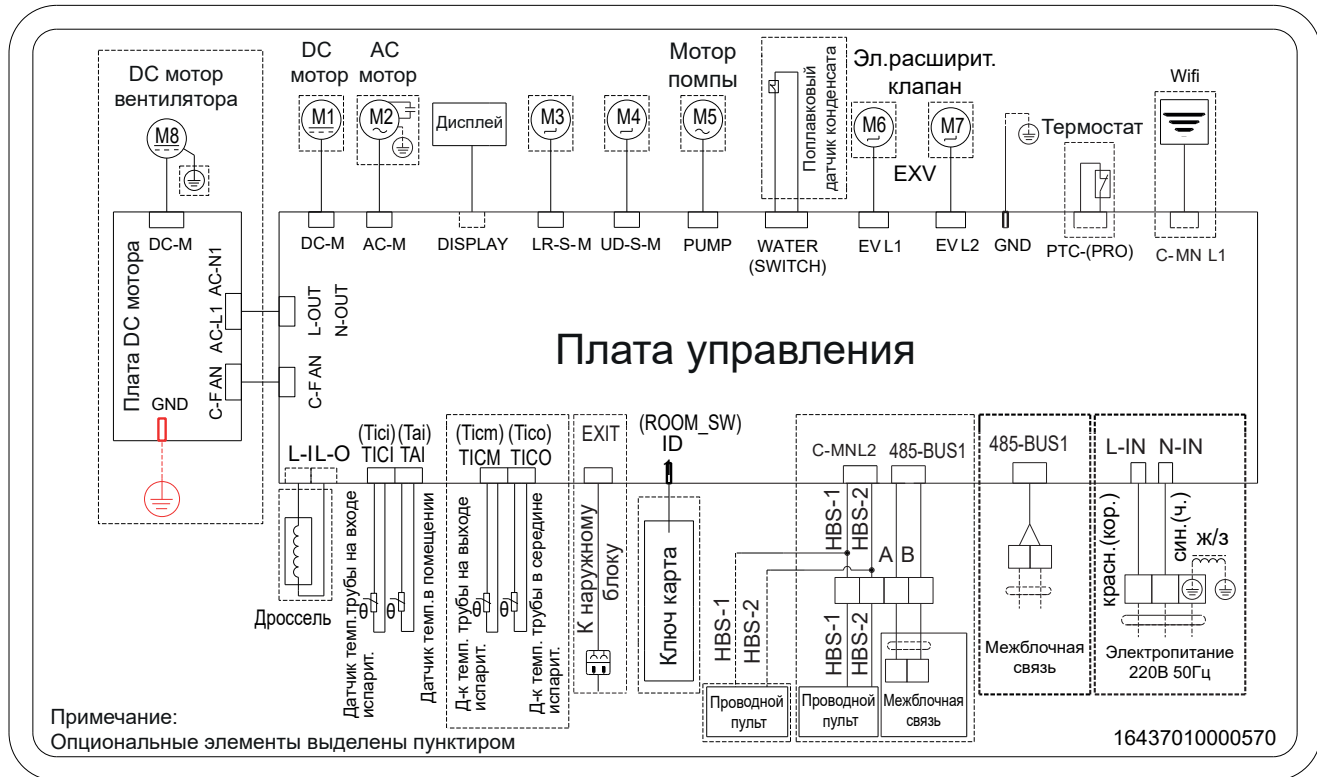 DC мотор
вентилятора
DC
мотор
AC
мотор
Мотор
помпы
Поплавковый
датчик конденсата
Эл.расширит.
клапан
Wifi
M8
M1
M2
Дисплей
M3
M4
M5
M6
M7
EXV
Термостат
DC-M
DC-M
AC-M
DISPLAY
LR-S-M
UD-S-M
PUMP
WATER
(SWITCH)
EV L1
EV L2
GND
PTC-(PRO)
C-MN L1
Плата DC мотора
AC-L1 AC-N1
C-F AN
GND
L-OUT
N-OUT
C-F AN
Плата управления
L-I L-O
(Tici) (Tai)
TICI TAI
(Ticm) (Tico)
TICM TICO
EXIT
(ROOM_SW)
ID
C-MNL2 485-BUS1
485-BUS1
L-IN N-IN
Дроссель
Датчик темп.трубы на входе
испарит.
θ
θ
Датчик темп.в помещении
Д-к темп. трубы на выходе
испарит.
θ
θ
Д-к темп. трубы в середине
испарит.
К наружному
блоку
Ключ карта
HBS-1
HBS-2
HBS-1
HBS-2
A B
HBS-1
HBS-2
Проводной
пульт
Проводной
пульт
Межблочная
связь
Межблочная
связь
красн.(кор.)
син.(ч.)
ж/з
Электропитание
220В 50Гц
Примечание:
Опциональные элементы выделены пунктиром
16437010000570